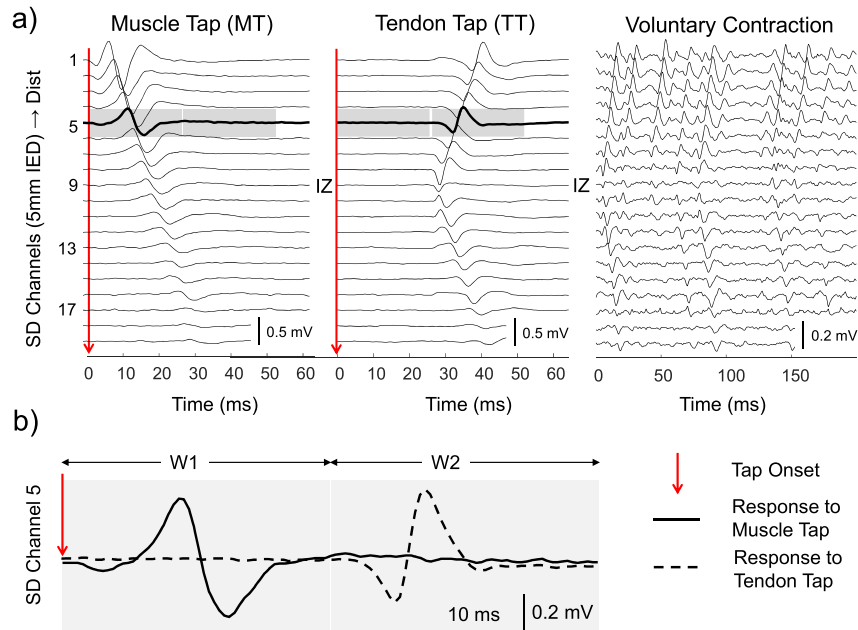 a)
Muscle Tap (MT)
Tendon Tap (TT)
Voluntary Contraction
SD Channels (5mm IED) → Dist
1
5
9
13
17
IZ
IZ
0.5 mV
0.5 mV
0.2 mV
0 10 20 30 40 50 60
0 10 20 30 40 50 60
0 50 100 150
Time (ms)
Time (ms)
Time (ms)
b)
W1
W2
SD Channel 5
10 ms
0.2 mV
Tap Onset
Response to
Muscle Tap
Response to
Tendon Tap